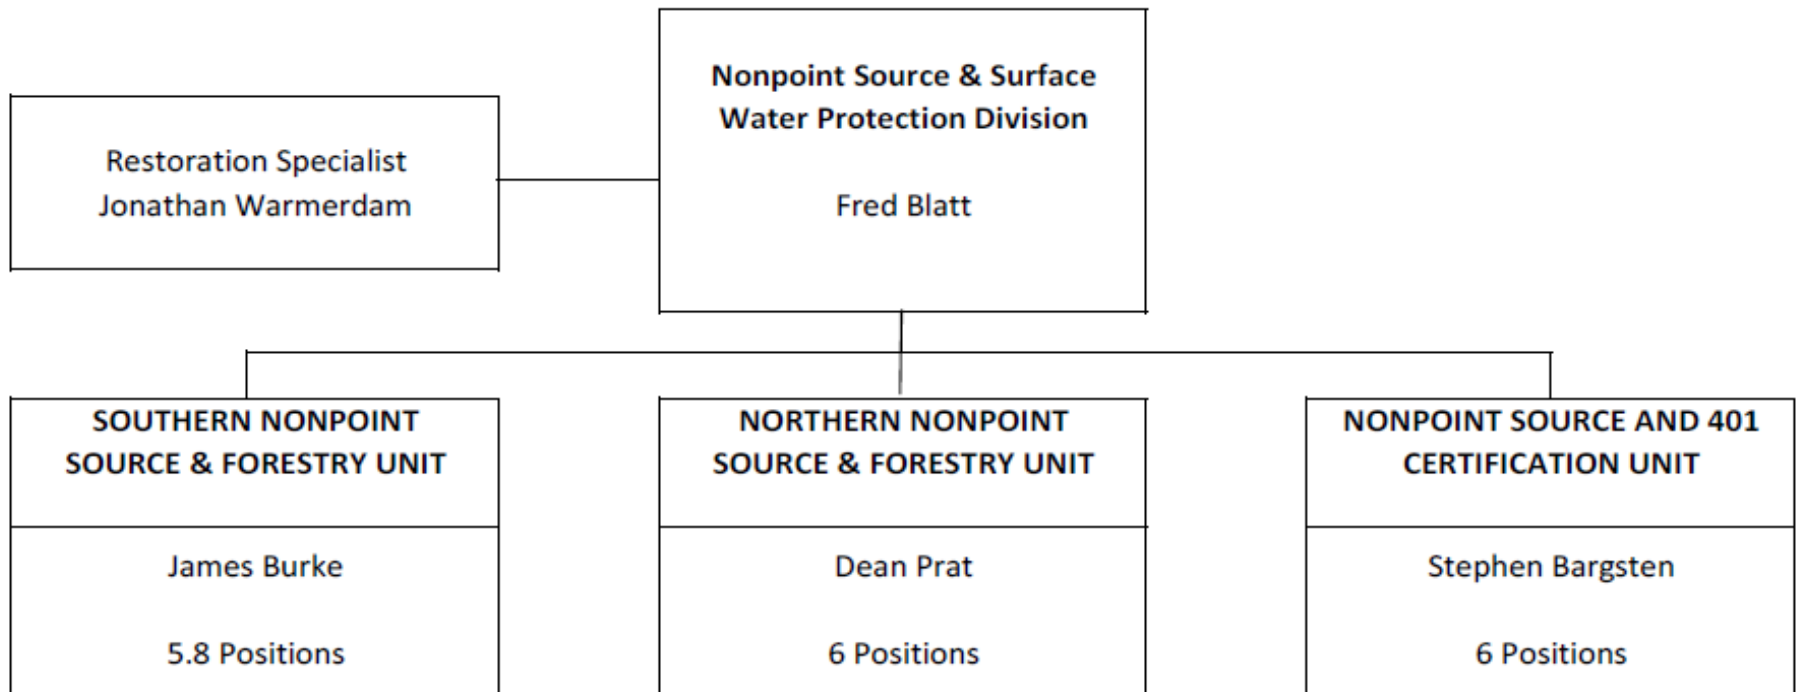 Nonpoint Source & Surface
Water Protection Division
Fred Blatt
Restoration Specialist
Jonathan Warmerdam
SOUTHERN NONPOINT
SOURCE & FORESTRY UNIT
James Burke
5.8 Positions
NORTHERN NONPOINT
SOURCE & FORESTRY UNIT
Dean Prat
6 Positions
NONPOINT SOURCE AND 401
CERTIFICATION UNIT
Stephen Bargsten
6 Positions